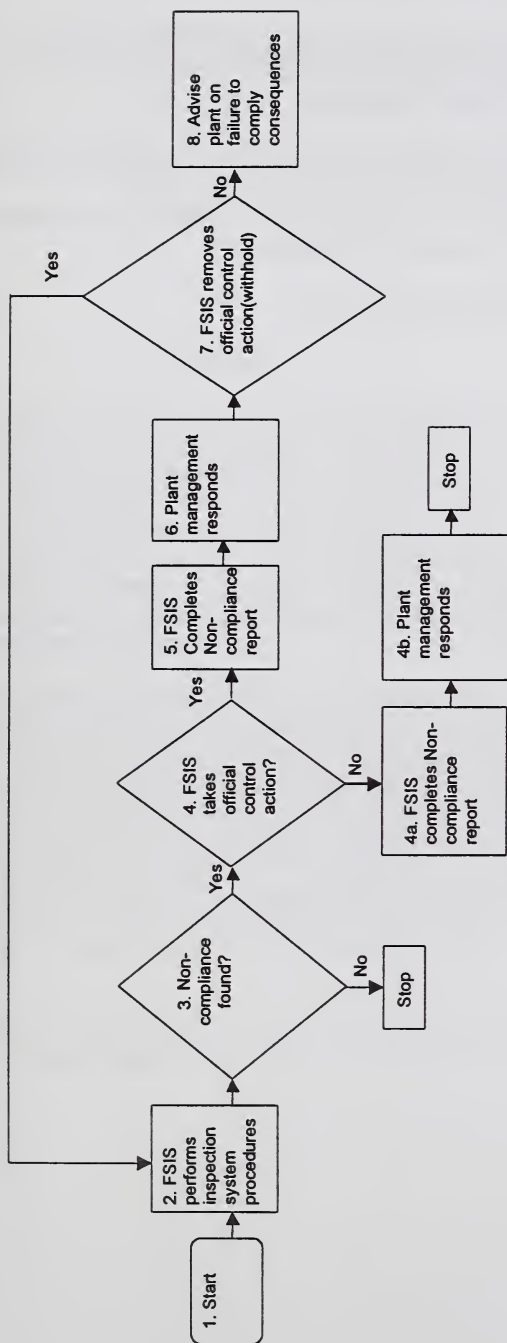 1. Start
2. FSIS
performs
inspection
system
procedures
3. Non-
compliance
found?
No
Stop
Yes
4. FSIS
takes
official
control
action?
No
4a. FSIS
completes Non-
compliance
report
4b. Plant
management
responds
Stop
Yes
5. FSIS
Completes
Non-
compliance
report
6. Plant
management
responds
7. FSIS removes
official control
action(withhold)
Yes
No
8. Advise
plant on
failure to
comply
consequences